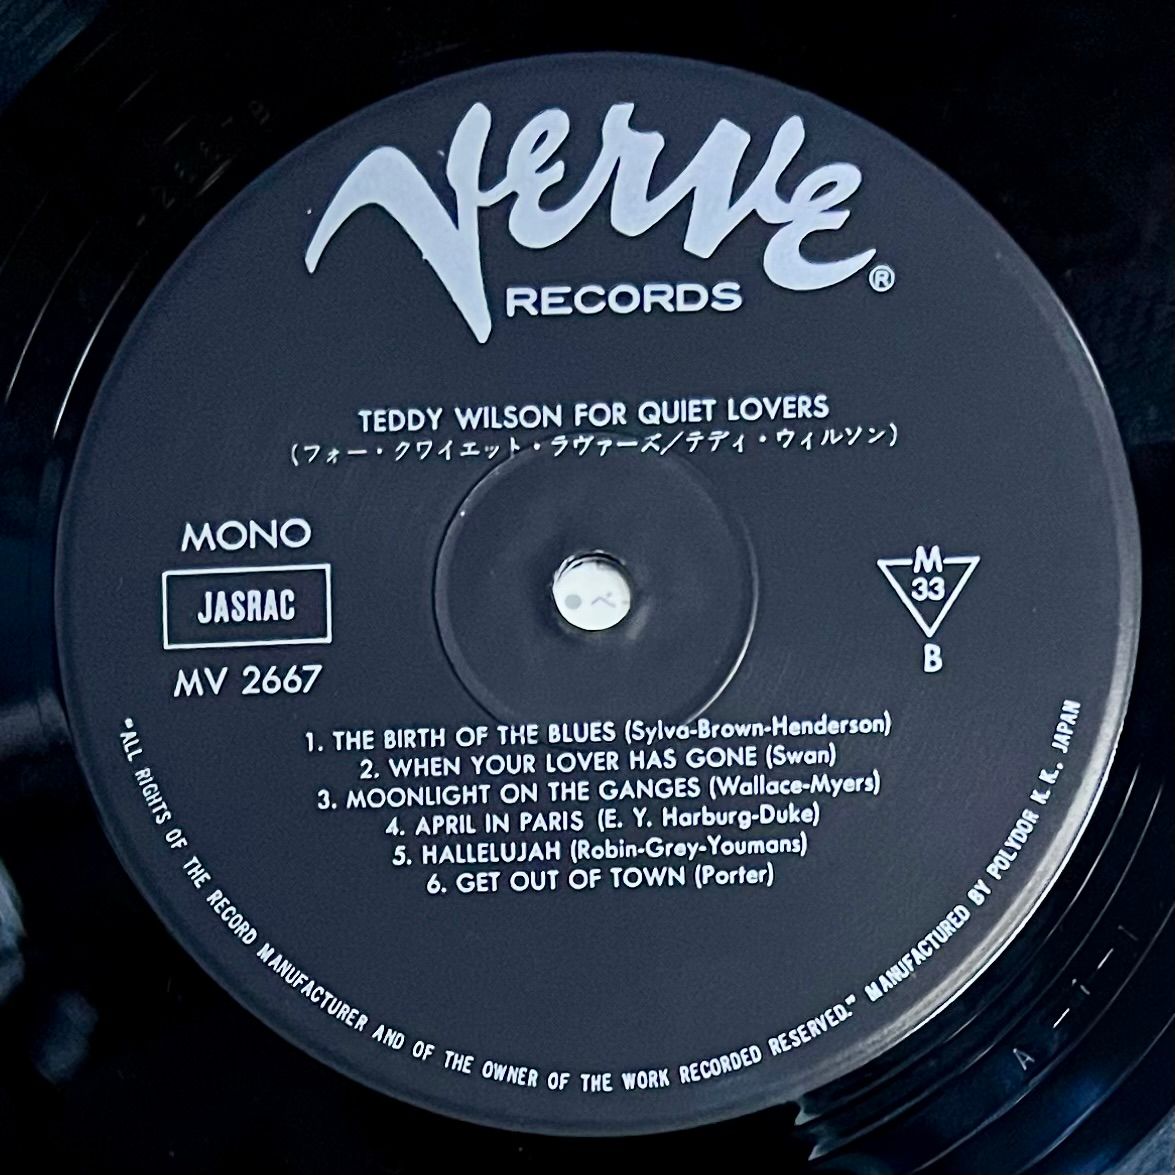 Verve
RECORDS ®
TEDDY WILSON FOR QUIET LOVERS
(フォー・クワイエット・ラヴァーズ/テディ・ウィルソン)
MONO
JASRAC
MV 2667
M
33
B
1. THE BIRTH OF THE BLUES (Sylva-Brown-Henderson)
2. WHEN YOUR LOVER HAS GONE (Swan)
3. MOONLIGHT ON THE GANGES (Wallace-Myers)
4. APRIL IN PARIS (E. Y. Harburg-Duke)
5. HALLELUJAH (Robin-Grey-Youmans)
6. GET OUT OF TOWN (Porter)
"ALL RIGHTS OF THE RECORD MANUFACTURER AND OF THE OWNER OF THE WORK RECORDED RESERVED." MANUFACTURED BY POLYDOR K. K., JAPAN